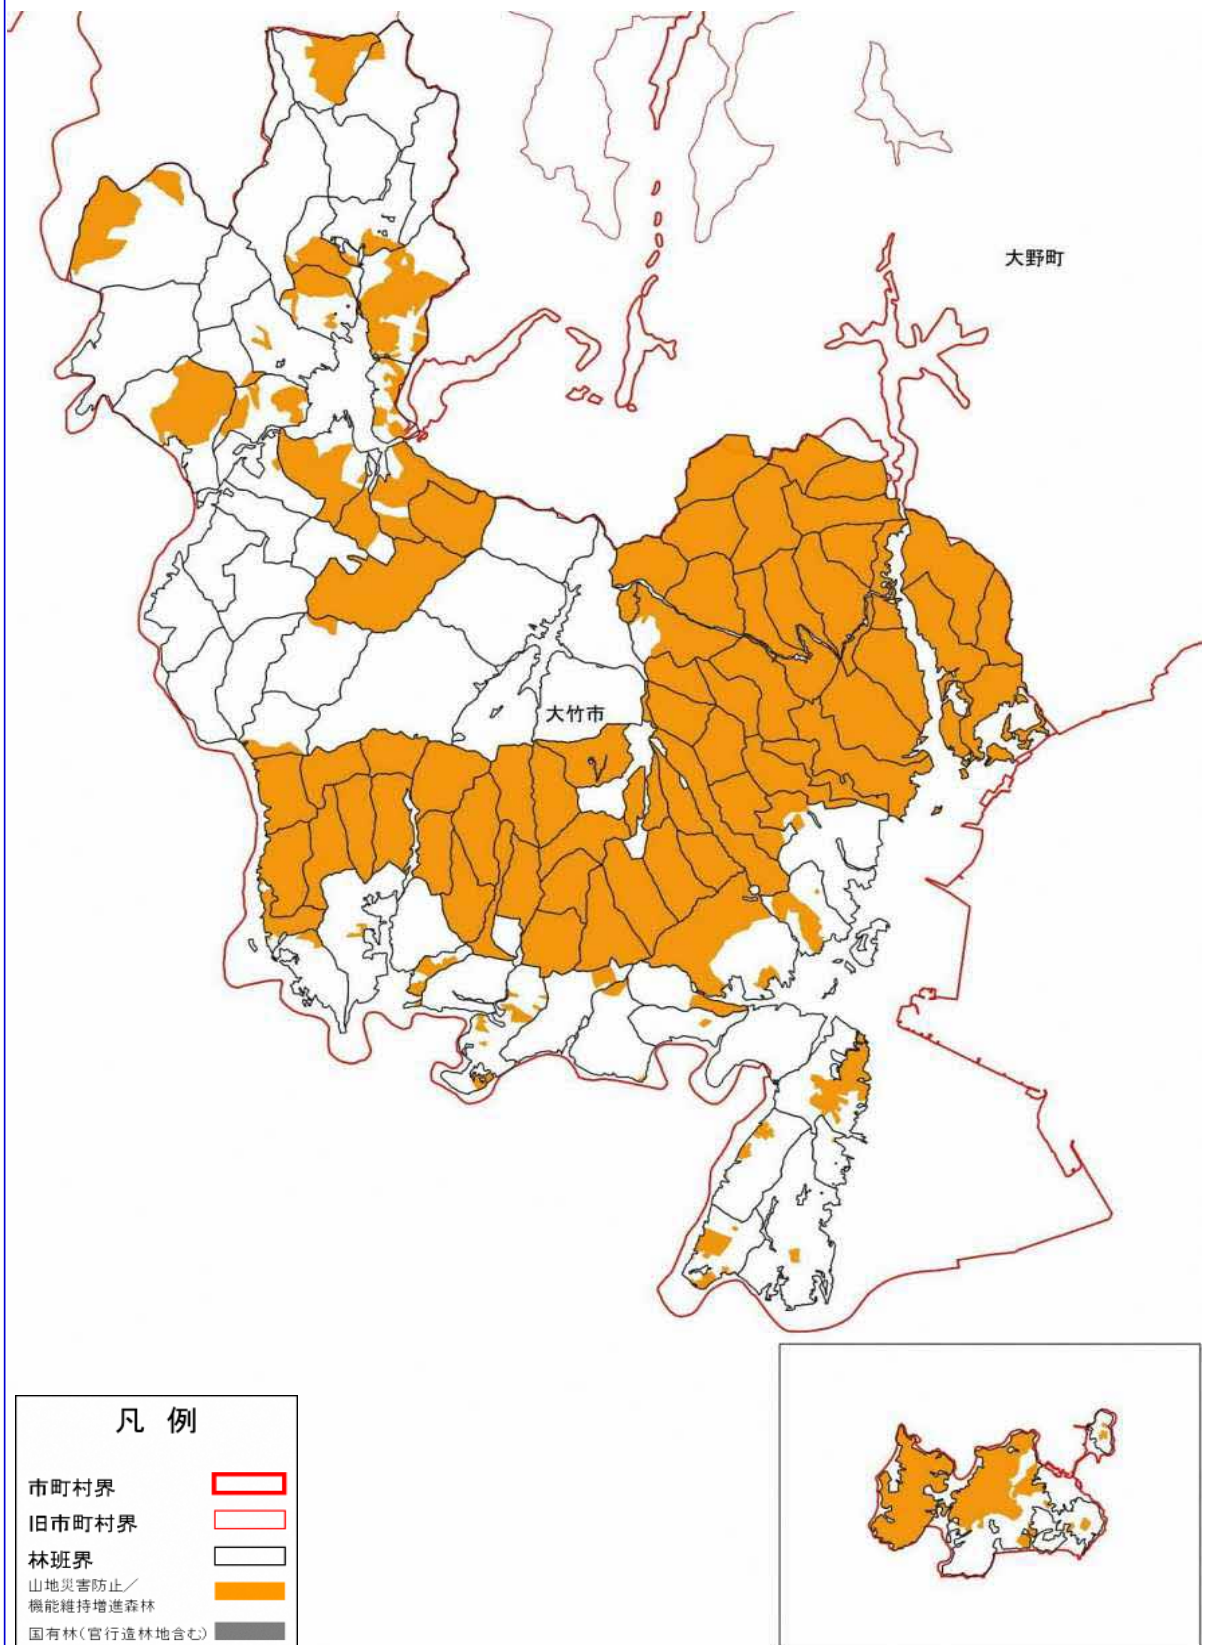 大野町
大竹市
凡 例
市町村界
旧市町村界
林班界
山地災害防止／
機能維持増進森林
国有林(官行造林地含む)